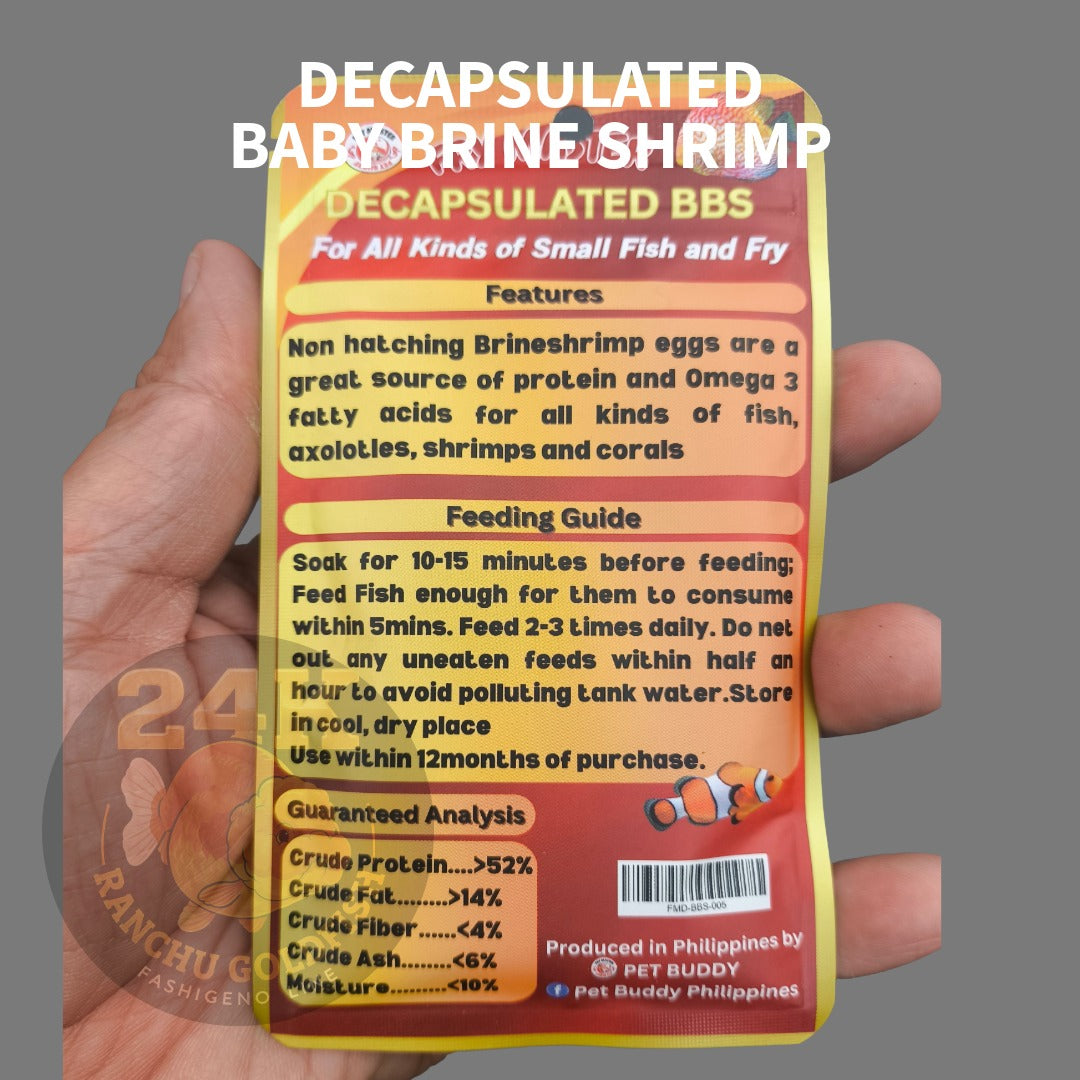 DECAPSULATED
BABY BRINE SHRIMP
DECAPSULATED BBS
For All Kinds of Small Fish and Fry
Features
Non hatching Brineshrimp eggs are a
great source of protein and Omega 3
fatty acids for all kinds of fish,
axolotles, shrimps and corals
Feeding Guide
Soak for 10-15 minutes before feeding;
Feed Fish enough for them to consume
within 5mins. Feed 2-3 times daily. Do net
out any uneaten feeds within half an
hour to avoid polluting tank water.Store
in cool, dry place
Use within 12months of purchase.
Guaranteed Analysis
Crude Protein....>52%
Crude Fat........>14%
Crude Fiber......<4%
Crude Ash........<6%
Moisture.........<10%
FMD-BBS-005
Produced in Philippines by
PET BUDDY
Pet Buddy Philippines
RANCHU
FASHIGENO